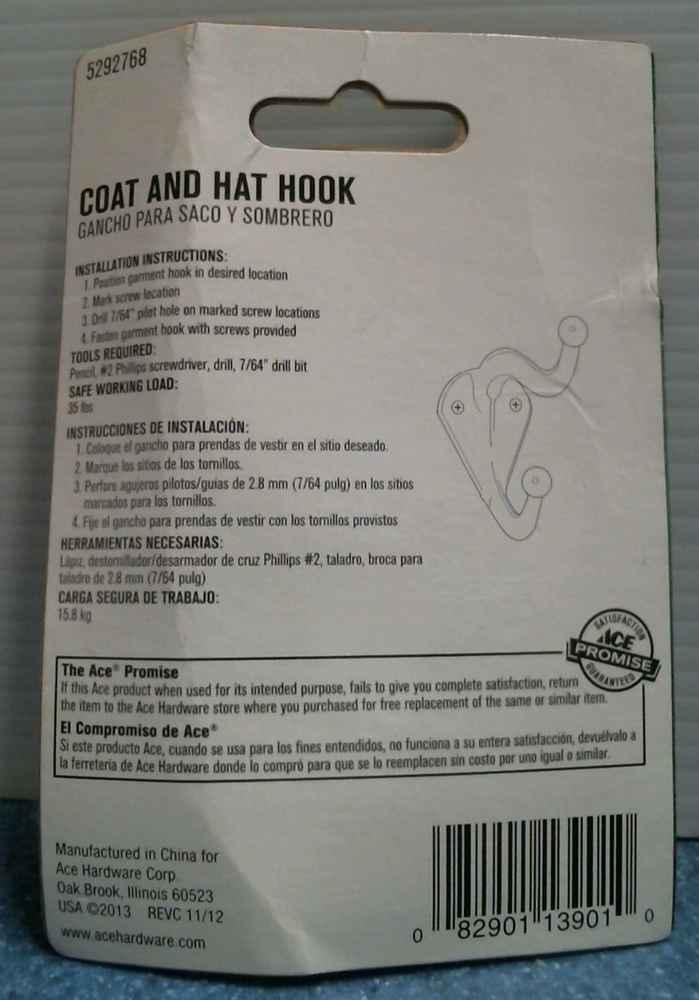 5292768
COAT AND HAT HOOK
GANCHO PARA SACO Y SOMBRERO
INSTALLATION INSTRUCTIONS:
1. Position garment hook in desired location
2. Mark screw location
3. Drill 7/64" pilot hole on marked screw locations
4. Fasten garment hook with screws provided
TOOLS REQUIRED:
Pencil, #2 Phillips screwdriver, drill, 7/64" drill bit
SAFE WORKING LOAD:
35 lbs
INSTRUCCIONES DE INSTALACIÓN:
1. Coloque el gancho para prendas de vestir en el sitio deseado.
2. Marque los sitios de los tornillos.
3. Perfore agujeros pilotos/guías de 2.8 mm (7/64 pulg) en los sitios
marcados para los tornillos.
4. Fije el gancho para prendas de vestir con los tornillos provistos
HERRAMIENTAS NECESARIAS:
Lápiz, destornillador/desarmador de cruz Phillips #2, taladro, broca para
taladro de 2.8 mm (7/64 pulg)
CARGA SEGURA DE TRABAJO:
15.8 kg
SATISFACTION
ACE
PROMISE
GUARANTEED
The Ace® Promise
If this Ace product when used for its intended purpose, fails to give you complete satisfaction, return
the item to the Ace Hardware store where you purchased for free replacement of the same or similar item.
El Compromiso de Ace®
Si este producto Ace, cuando se usa para los fines entendidos, no funciona a su entera satisfacción, devuélvalo a
la ferretería de Ace Hardware donde lo compró para que se lo reemplacen sin costo por uno igual o similar.
Manufactured in China for
Ace Hardware Corp.
Oak Brook, Illinois 60523
USA ©2013 REVC 11/12
www.acehardware.com
0 82901 13901 0